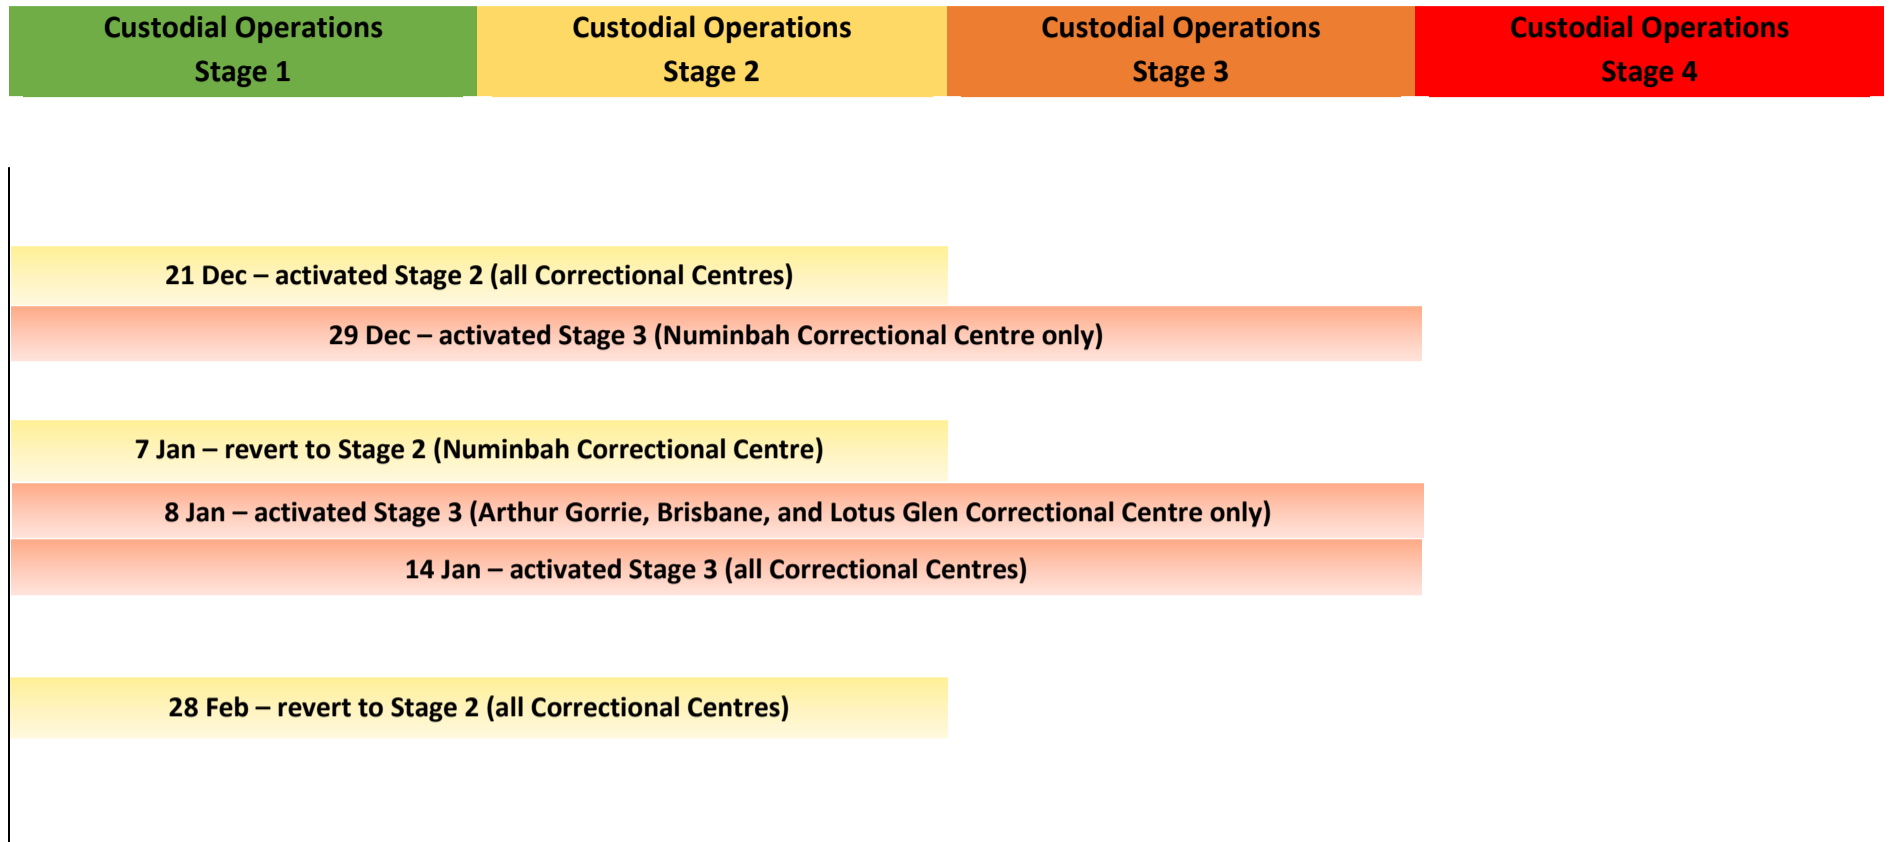 Custodial Operations
Stage 1
Custodial Operations
Stage 2
Custodial Operations
Stage 3
Custodial Operations
Stage 4
21 Dec – activated Stage 2 (all Correctional Centres)
29 Dec – activated Stage 3 (Numinbah Correctional Centre only)
7 Jan – revert to Stage 2 (Numinbah Correctional Centre)
8 Jan – activated Stage 3 (Arthur Gorrie, Brisbane, and Lotus Glen Correctional Centre only)
14 Jan – activated Stage 3 (all Correctional Centres)
28 Feb – revert to Stage 2 (all Correctional Centres)